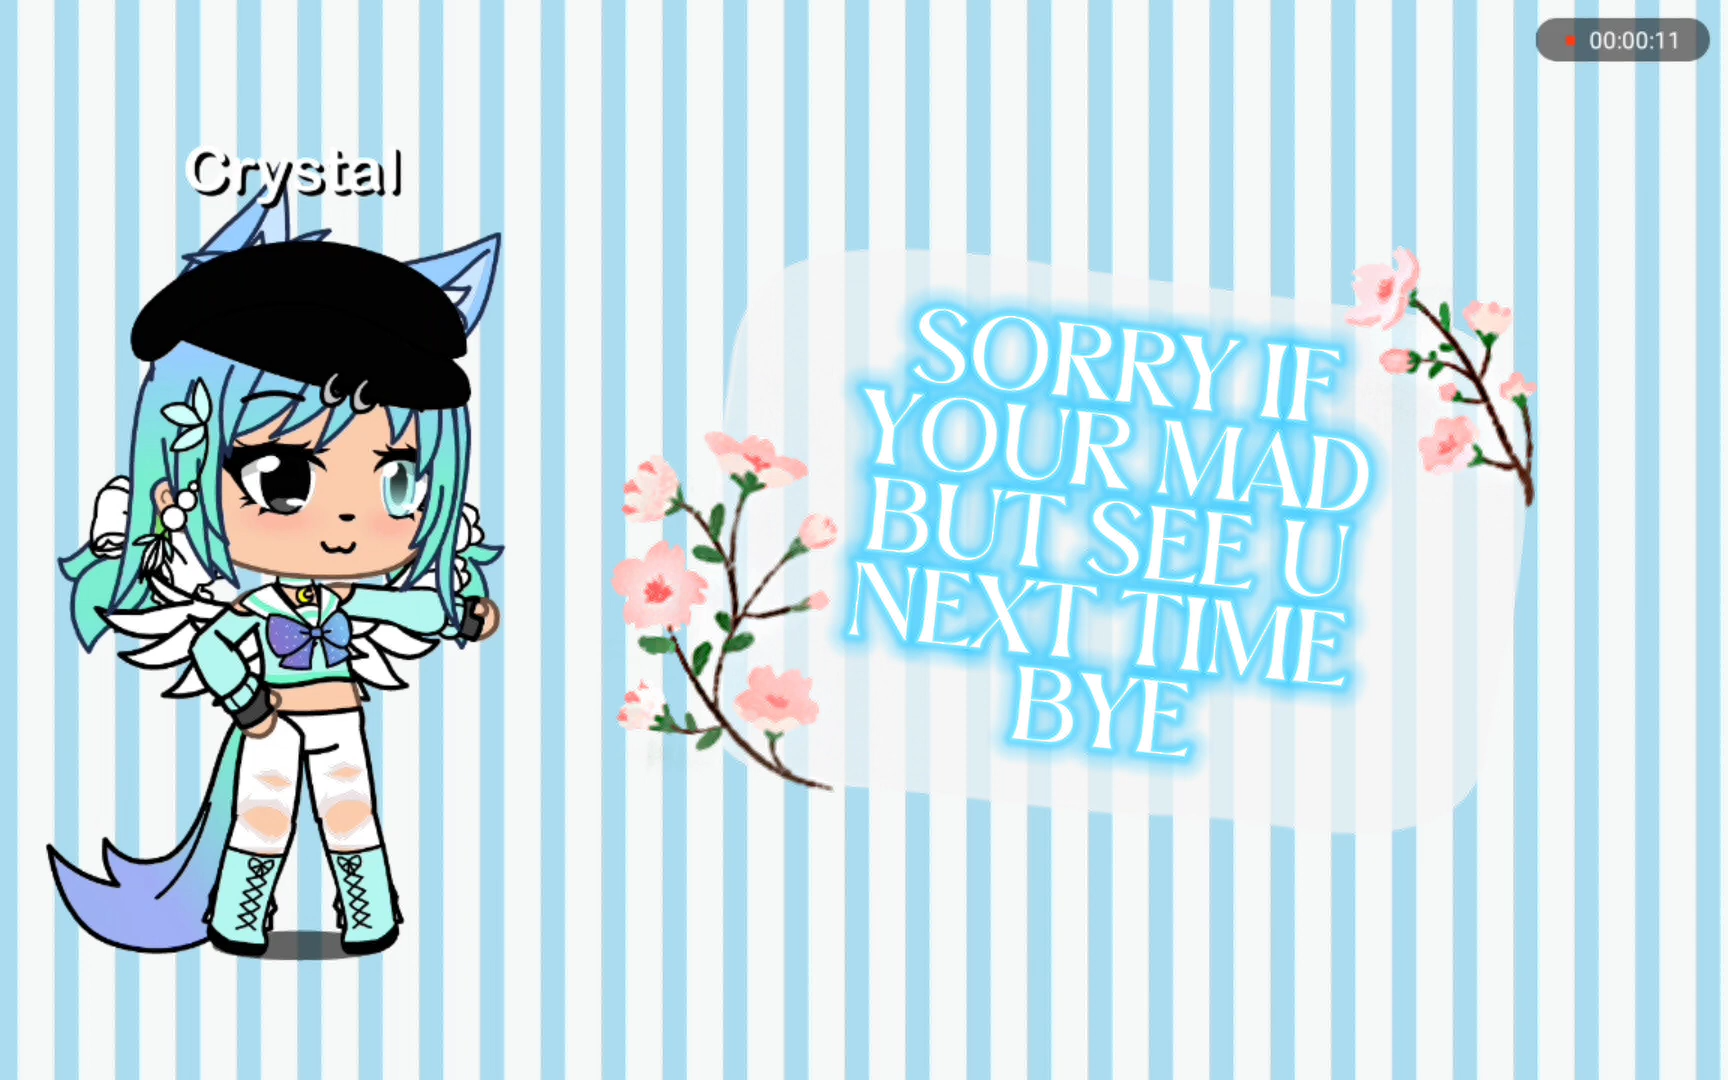 00:00:11
Crystal
SORRY IF
YOUR MAD
BUT SEE U
NEXT TIME
BYE